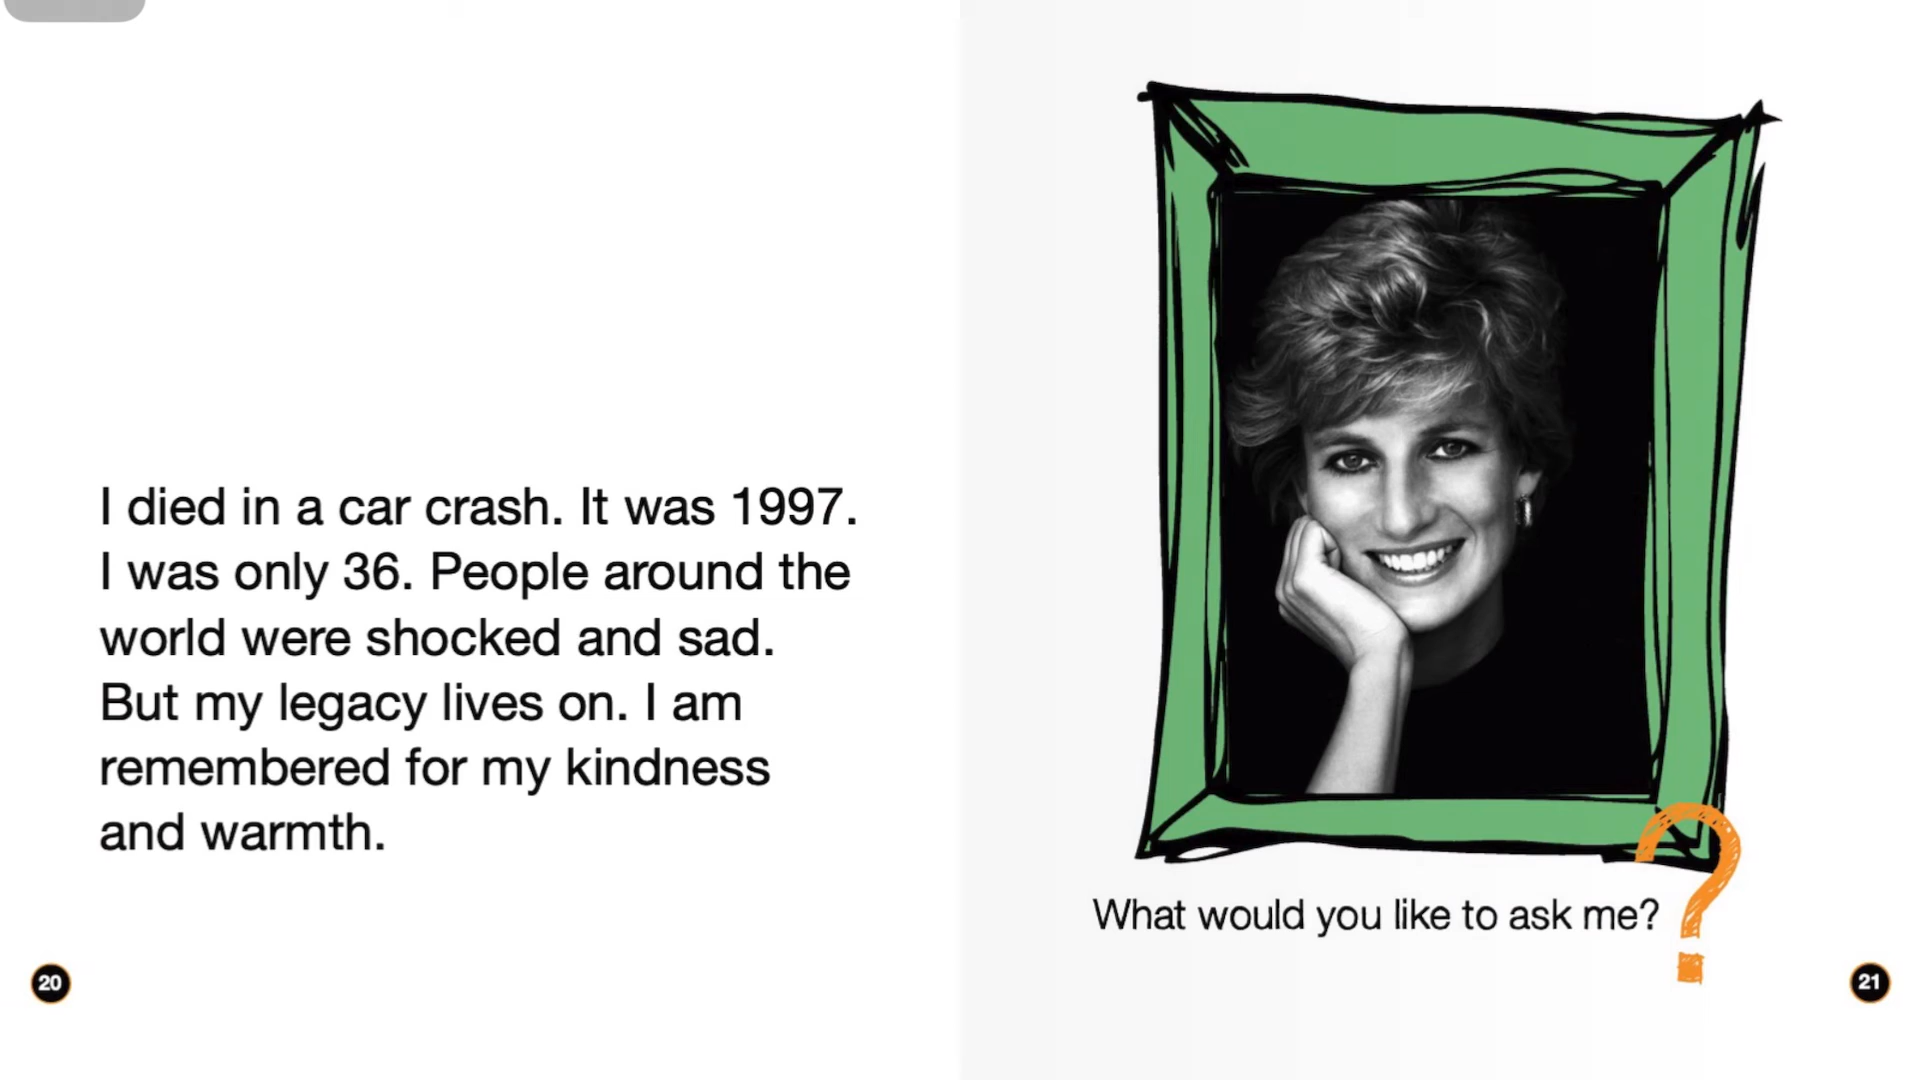 I died in a car crash. It was 1997.
I was only 36. People around the
world were shocked and sad.
But my legacy lives on. I am
remembered for my kindness
and warmth.
20
What would you like to ask me?
?
21